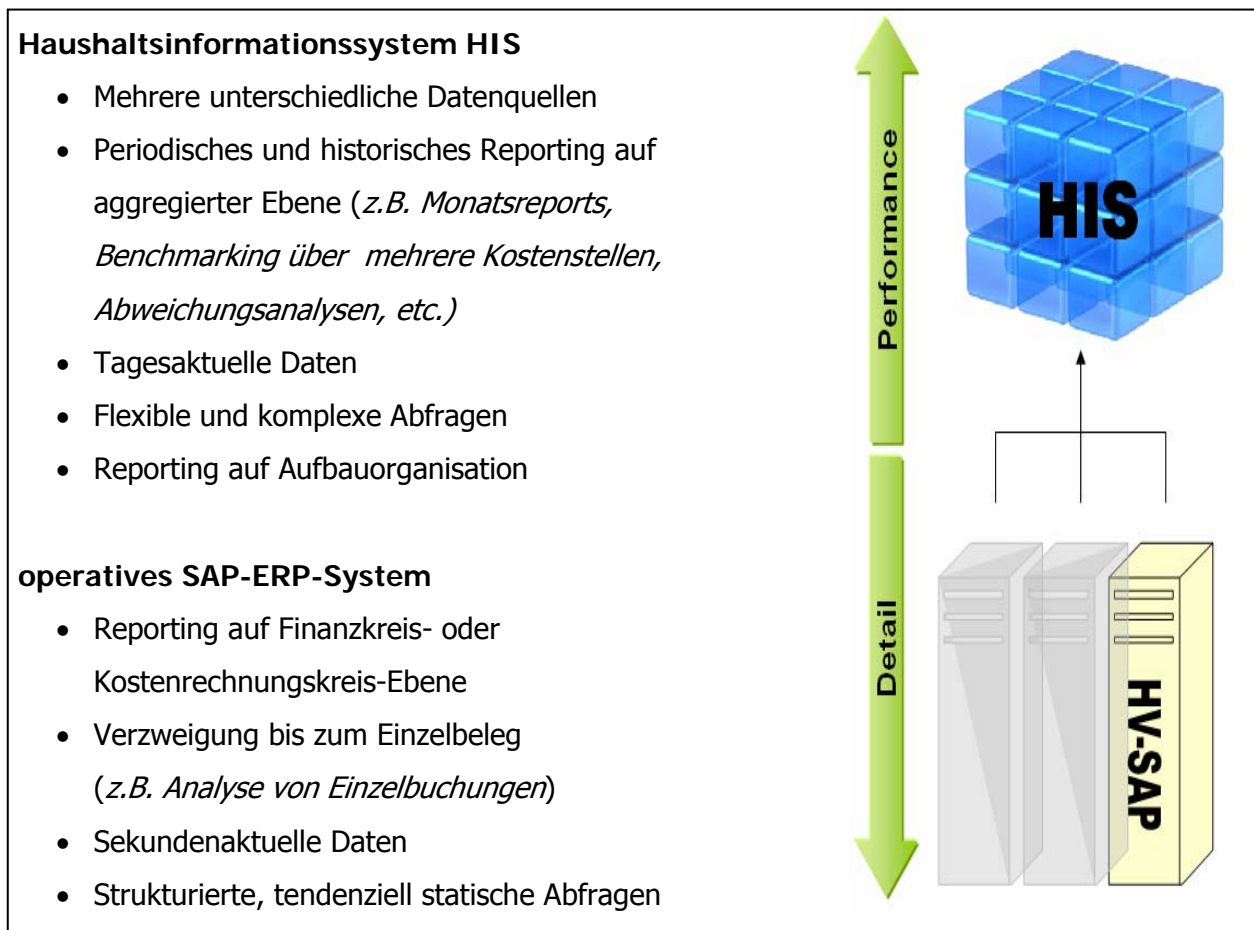 Haushaltsinformationssystem HIS
• Mehrere unterschiedliche Datenquellen
• Periodisches und historisches Reporting auf
aggregierter Ebene (z.B. Monatsreports,
Benchmarking über  mehrere Kostenstellen,
Abweichungsanalysen, etc.)
• Tagesaktuelle Daten
• Flexible und komplexe Abfragen
• Reporting auf Aufbauorganisation
operatives SAP-ERP-System
• Reporting auf Finanzkreis- oder
Kostenrechnungskreis-Ebene
• Verzweigung bis zum Einzelbeleg
(z.B. Analyse von Einzelbuchungen)
• Sekundenaktuelle Daten
• Strukturierte, tendenziell statische Abfragen
Performance
Detail
HIS
HV-SAP